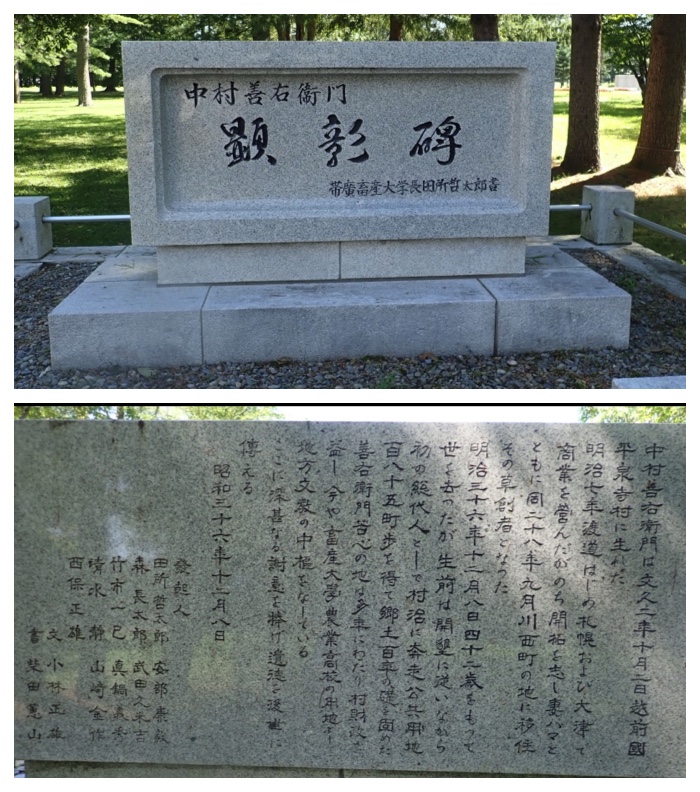 中村善右衛門
顕彰碑
帯廣畜産大学長田所哲太郎書
中村善右衛門は文久二年十月二日越前國
平泉寺村に生れた
明治七年渡道はじめ札幌および大津で
商業を営んだがのち開拓を志し妻ハマと
ともに同二十八年九月川西町の地に移住
その草創者となった
明治三十六年十二月八日四十二歳をもって
世を去ったが生前は開墾に従いながら
初の総代人として村治に奔走公共用地
百八十五町歩を得て郷土百年の礎を固めた
善右衛門苦心の地は多年にわたり村財政を
益し今や畜産大學農業高校の用地とし
地方文教の中枢をなしている
ここに深甚なる謝意を捧げ遺徳を後世に
傳える
昭和三十六年十二月八日
發起人
田所哲太郎 安部康毅
森長太郎 武田久米吉
竹市一己 真鍋義秀
清水静 山崎金作
西保正雄
文 小林正雄
書 柴田 山